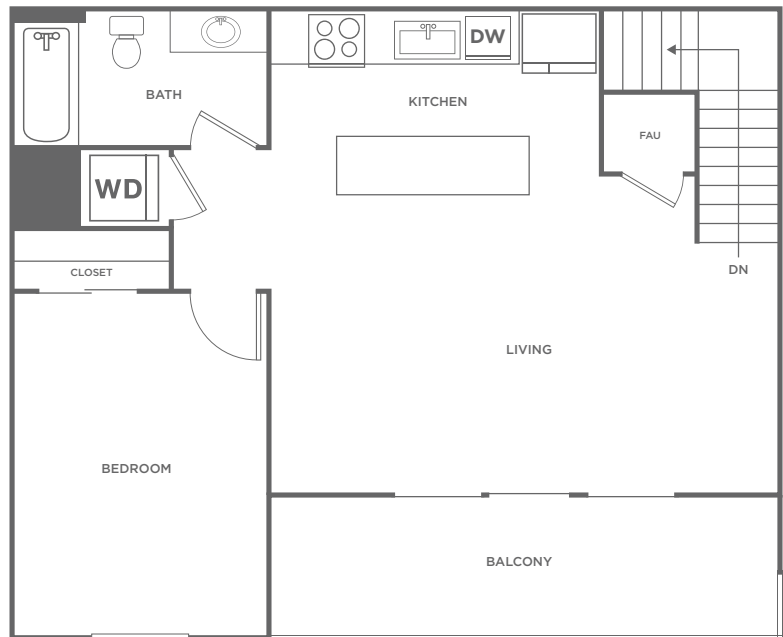 DW
BATH
KITCHEN
FAU
WD
CLOSET
DN
LIVING
BEDROOM
BALCONY